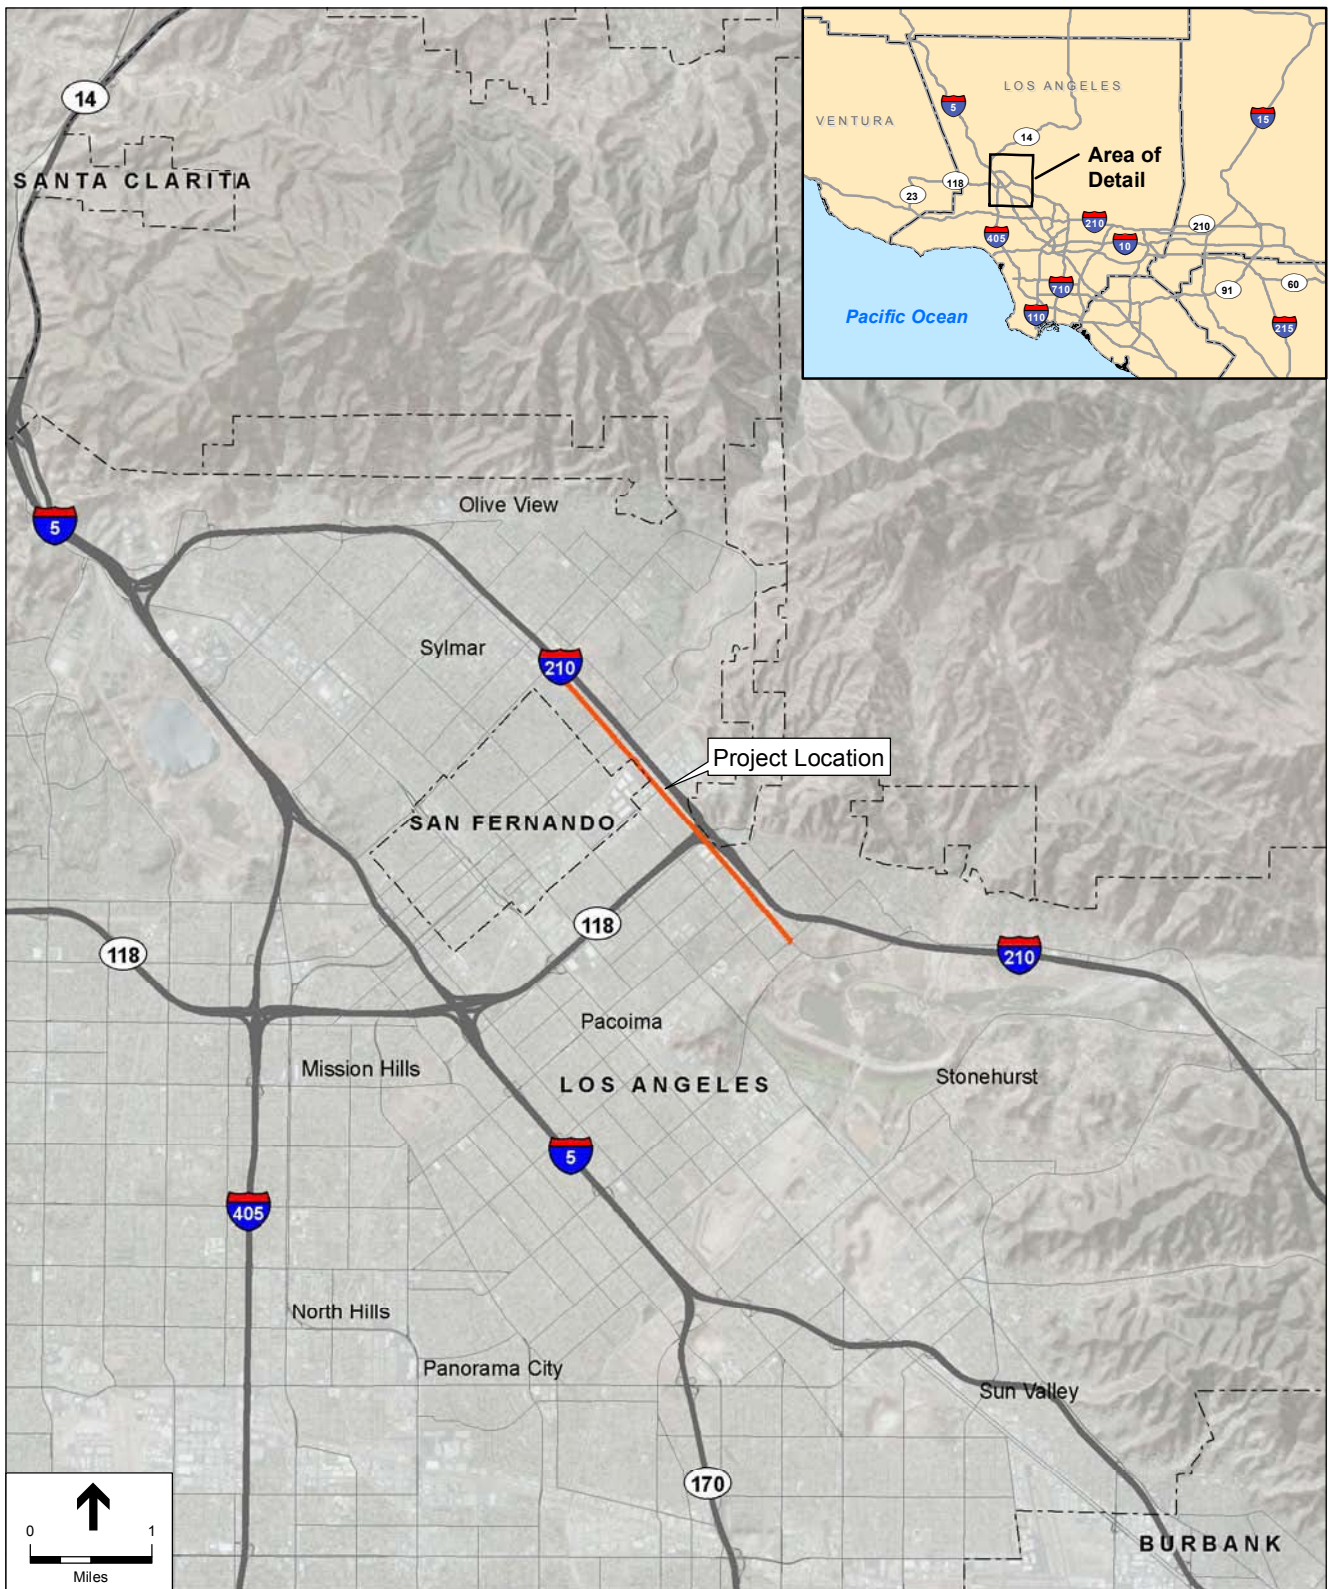 14
SANTA CLARITA
LOS ANGELES
5
15
VENTURA
14
Area of
Detail
118
23
210
210
405
10
710
91
60
Pacific Ocean
110
215
Olive View
5
Sylmar
210
Project Location
SAN FERNANDO
118
118
210
Pacoima
Mission Hills
LOS ANGELES
Stonehurst
5
405
North Hills
Panorama City
Sun Valley
170
0 1
Miles
BURBANK